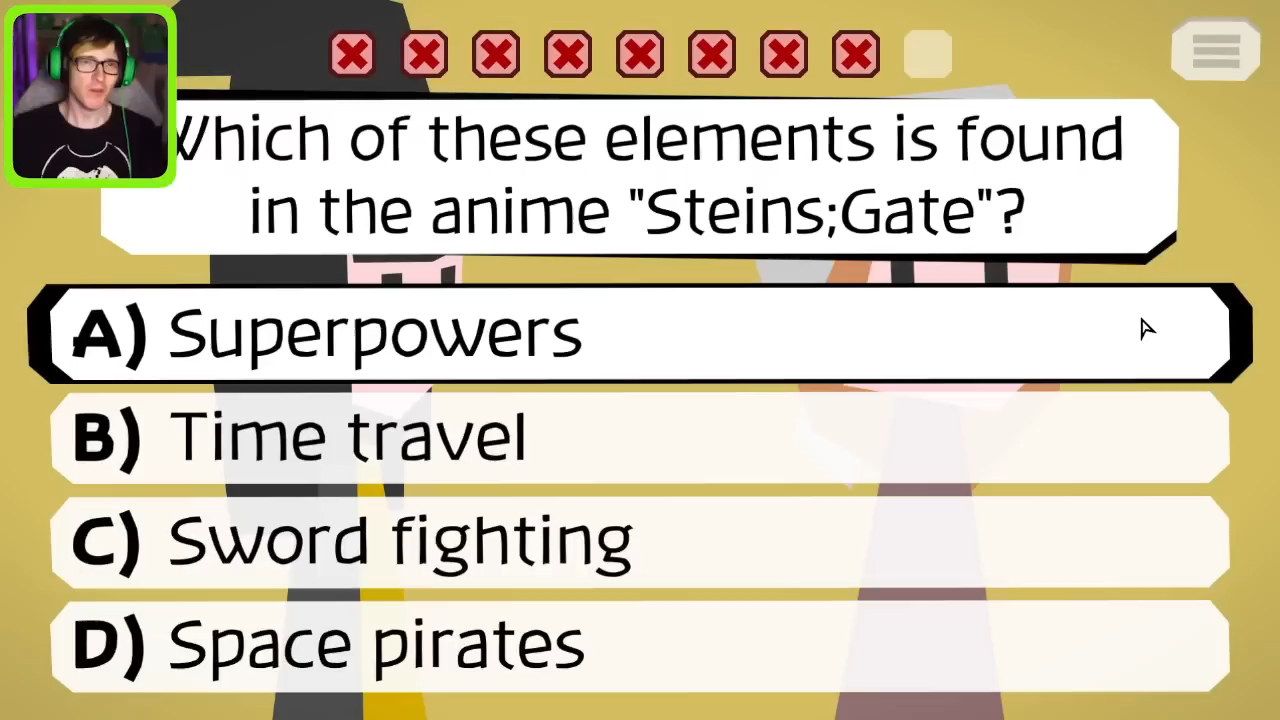 Which of these elements is found
in the anime "Steins;Gate"?
A) Superpowers
B) Time travel
C) Sword fighting
D) Space pirates